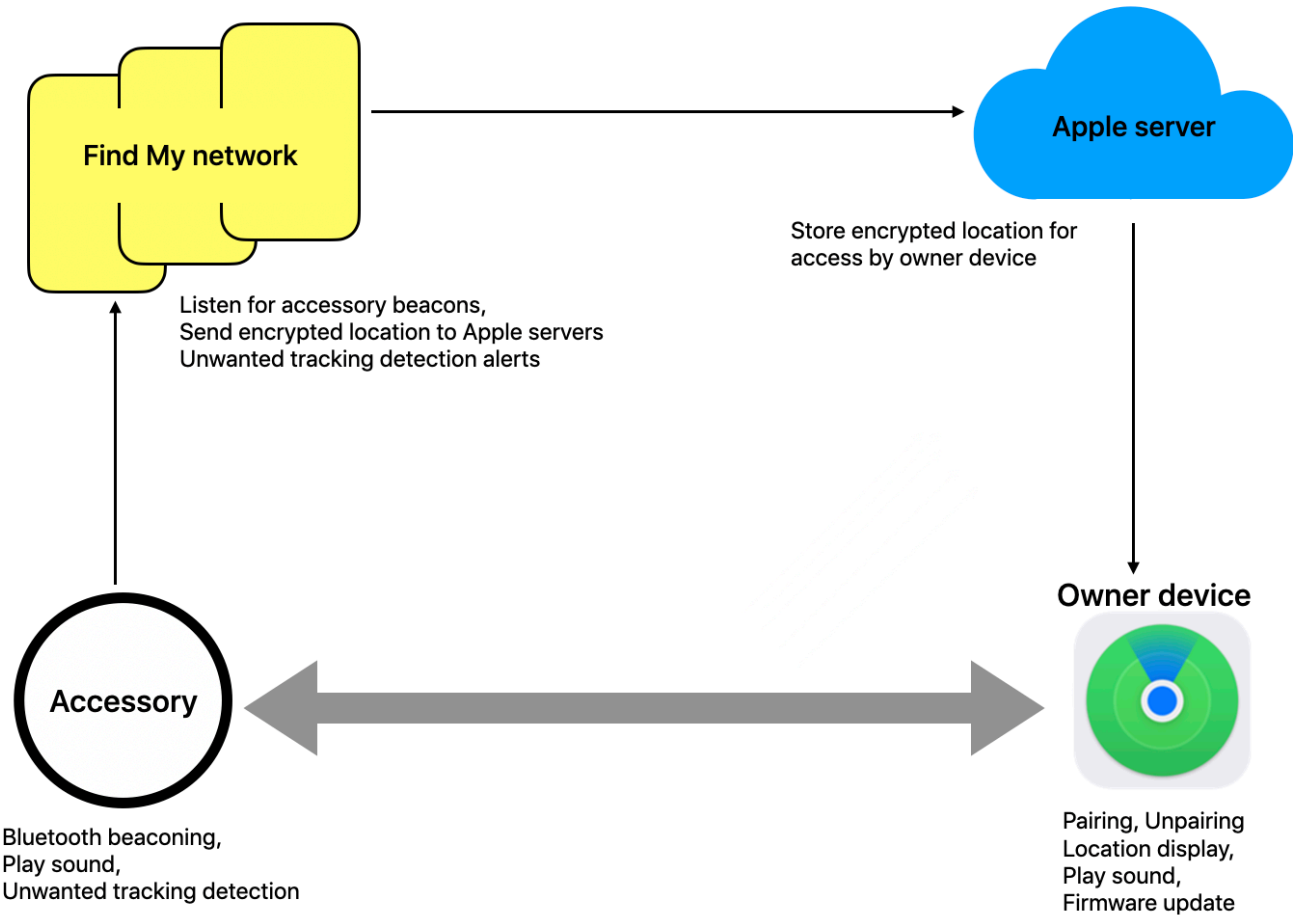 Find My network
Apple server
Store encrypted location for
access by owner device
Listen for accessory beacons,
Send encrypted location to Apple servers
Unwanted tracking detection alerts
Owner device
Accessory
Bluetooth beaconing,
Play sound,
Unwanted tracking detection
Pairing, Unpairing
Location display,
Play sound,
Firmware update